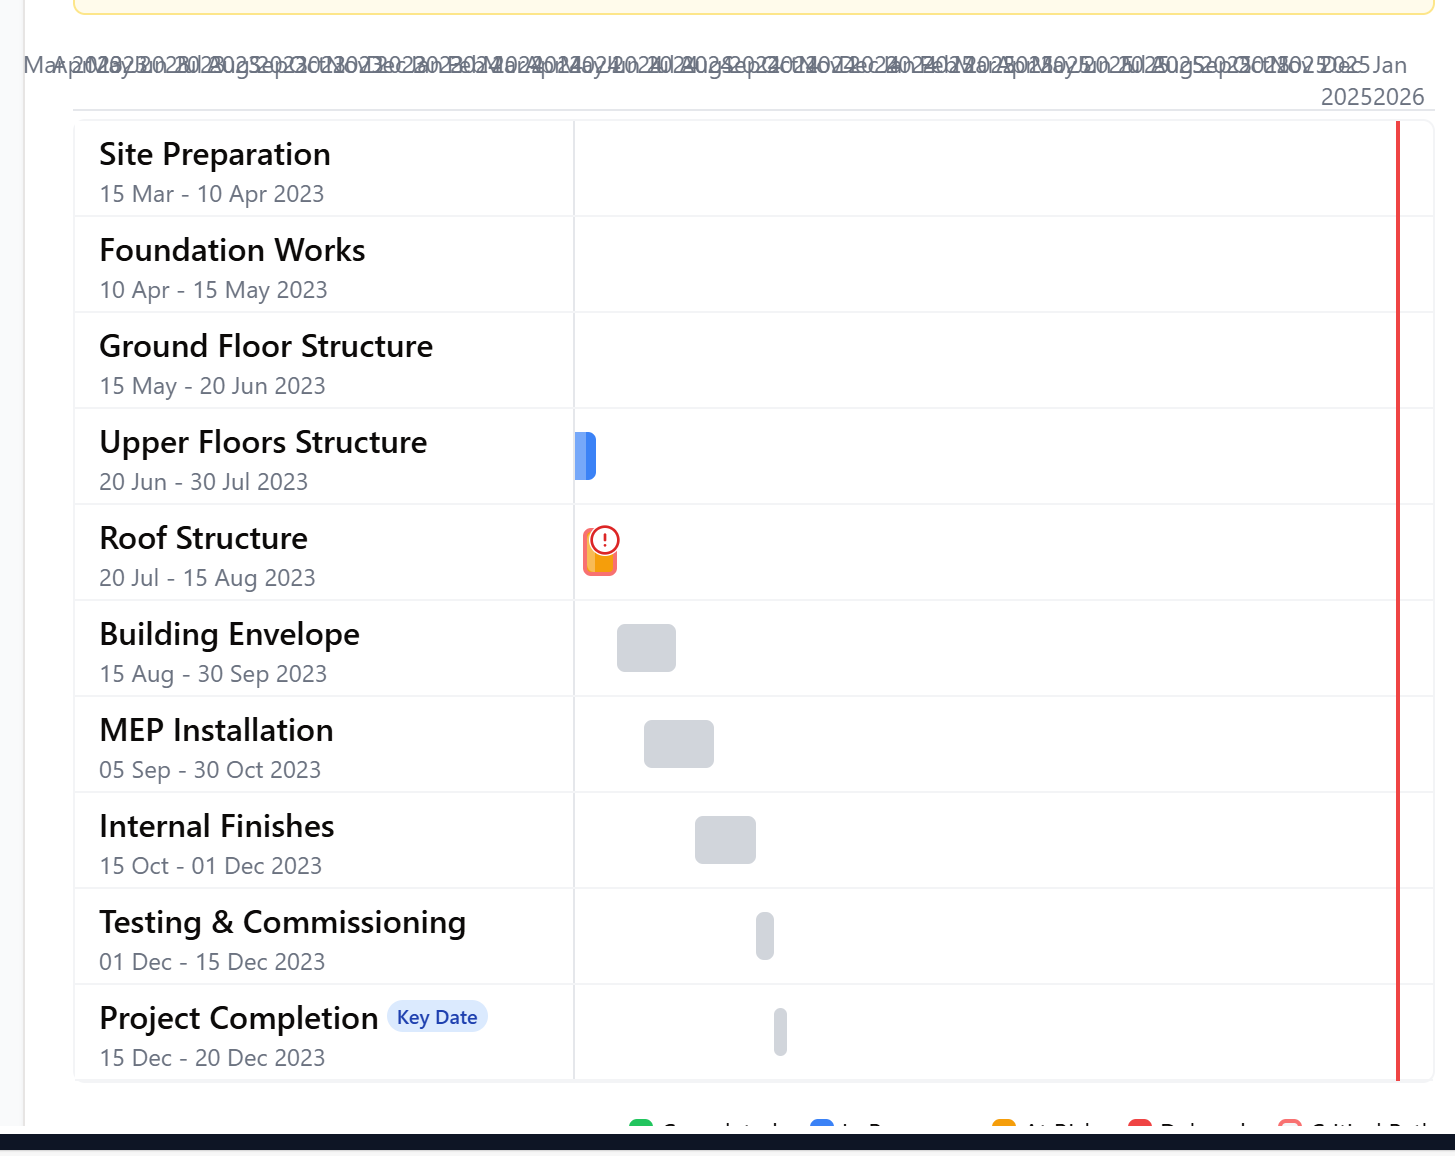 Jan
2025 2026
Site Preparation
15 Mar - 10 Apr 2023
Foundation Works
10 Apr - 15 May 2023
Ground Floor Structure
15 May - 20 Jun 2023
Upper Floors Structure
20 Jun - 30 Jul 2023
Roof Structure
20 Jul - 15 Aug 2023
Building Envelope
15 Aug - 30 Sep 2023
MEP Installation
05 Sep - 30 Oct 2023
Internal Finishes
15 Oct - 01 Dec 2023
Testing & Commissioning
01 Dec - 15 Dec 2023
Project Completion Key Date
15 Dec - 20 Dec 2023